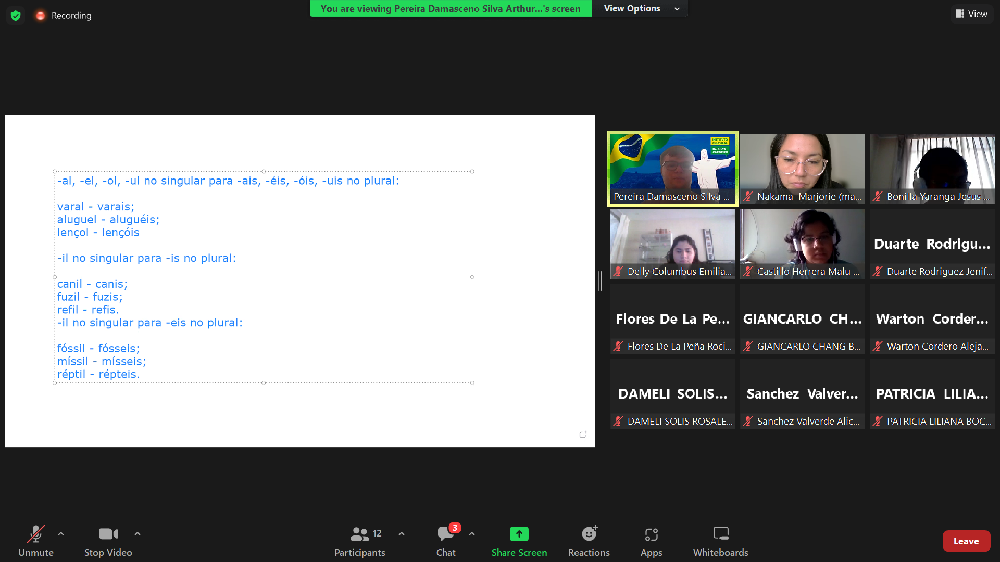 Recording
You are viewing Pereira Damasceno Silva Arthur...'s screen
View Options
View
-al, -el, -ol, -ul no singular para -ais, -éis, -óis, -uis no plural:
varal - varais;
aluguel - aluguéis;
lençol - lençóis
-il no singular para -is no plural:
canil - canis;
fuzil - fuzis;
refil - refis.
-il no singular para -eis no plural:
fóssil - fósseis;
míssil - mísseis;
réptil - répteis.
INSTITUTO
CULTURAL
DA SILVA
CORDEIRO
Pereira Damasceno Silva ...
Nakama Marjorie (ma...
Bonilla Yaranga Jesus ...
Delly Columbus Emilia...
Castillo Herrera Malu ...
Duarte Rodrigu...
Duarte Rodriguez Jenif...
Flores De La Pe...
Flores De La Peña Roci...
GIANCARLO CH...
GIANCARLO CHANG B...
Warton Corder...
Warton Cordero Aleja...
DAMELI SOLIS...
DAMELI SOLIS ROSALE...
Sanchez Valver...
Sanchez Valverde Alic...
PATRICIA LILIA...
PATRICIA LILIANA BOC...
Unmute
Stop Video
12
Participants
3
Chat
Share Screen
Reactions
Apps
Whiteboards
Leave